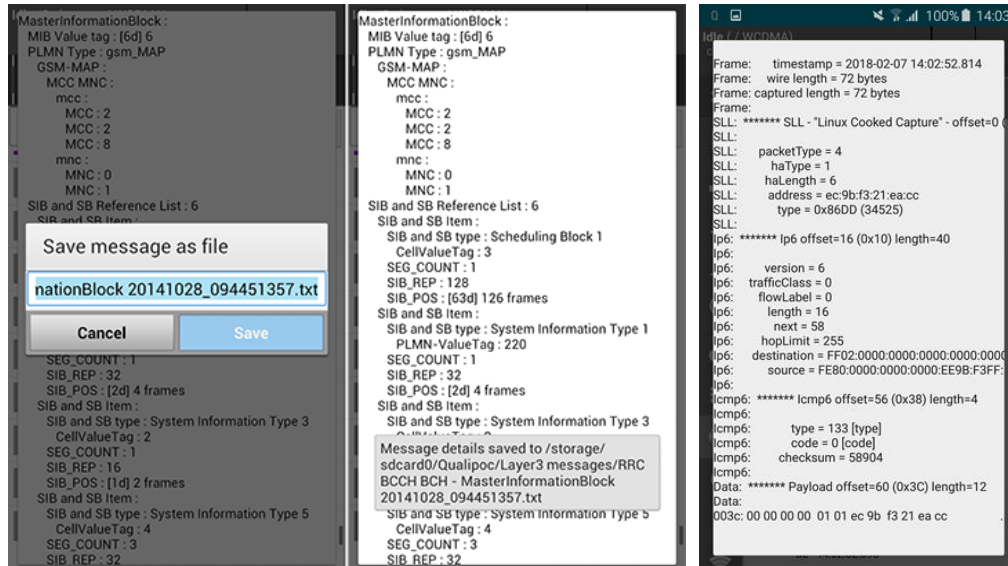 MasterInformationBlock :
MIB Value tag : [6d] 6
PLMN Type : gsm_MAP
GSM-MAP :
MCC MNC :
mcc :
MCC : 2
MCC : 2
MCC : 8
mnc :
MNC : 0
MNC : 1
SIB and SB Reference List : 6
SIB and SB Item :
Save message as file
nationBlock 20141028_094451357.txt
Cancel
Save
SEG_COUNT : 1
SIB_REP : 32
SIB_POS : [2d] 4 frames
SIB and SB Item :
SIB and SB type : System Information Type 3
CellValueTag : 2
SEG_COUNT : 1
SIB_REP : 16
SIB_POS : [1d] 2 frames
SIB and SB Item :
SIB and SB type : System Information Type 5
CellValueTag : 4
SEG_COUNT : 3
SIB_REP : 32
MasterInformationBlock :
MIB Value tag : [6d] 6
PLMN Type : gsm_MAP
GSM-MAP :
MCC MNC :
mcc :
MCC : 2
MCC : 2
MCC : 8
mnc :
MNC : 0
MNC : 1
SIB and SB Reference List : 6
SIB and SB Item :
SIB and SB type : Scheduling Block 1
CellValueTag : 3
SEG_COUNT : 1
SIB_REP : 128
SIB_POS : [63d] 126 frames
SIB and SB Item :
SIB and SB type : System Information Type 1
PLMN-ValueTag : 220
SEG_COUNT : 1
SIB_REP : 32
SIB_POS : [2d] 4 frames
SIB and SB Item :
SIB and SB type : System Information Type 3
Message details saved to /storage/
sdcard0/Qualipoc/Layer3 messages/RRC
BCCH BCH - MasterInformationBlock
20141028_094451357.txt
SIB and SB type : System Information Type 5
CellValueTag : 4
SEG_COUNT : 3
SIB_REP : 32
100% 14:03
Idle ( / WCDMA)
Frame: timestamp = 2018-02-07 14:02:52.814
Frame: wire length = 72 bytes
Frame: captured length = 72 bytes
Frame:
SLL: ******* SLL - "Linux Cooked Capture" - offset=0
SLL:
SLL: packetType = 4
SLL: haType = 1
SLL: haLength = 6
SLL: address = ec:9b:f3:21:ea:cc
SLL: type = 0x86DD (34525)
SLL:
Ip6: ******* Ip6 offset=16 (0x10) length=40
Ip6:
Ip6: version = 6
Ip6: trafficClass = 0
Ip6: flowLabel = 0
Ip6: length = 16
Ip6: next = 58
Ip6: hopLimit = 255
Ip6: destination = FF02:0000:0000:0000:0000:0000
Ip6: source = FE80:0000:0000:0000:EE9B:F3FF:
Ip6:
Icmp6: ******* Icmp6 offset=56 (0x38) length=4
Icmp6:
Icmp6: type = 133 [type]
Icmp6: code = 0 [code]
Icmp6: checksum = 58904
Icmp6:
Data: ******* Payload offset=60 (0x3C) length=12
Data:
003c: 00 00 00 00 01 01 ec 9b f3 21 ea cc